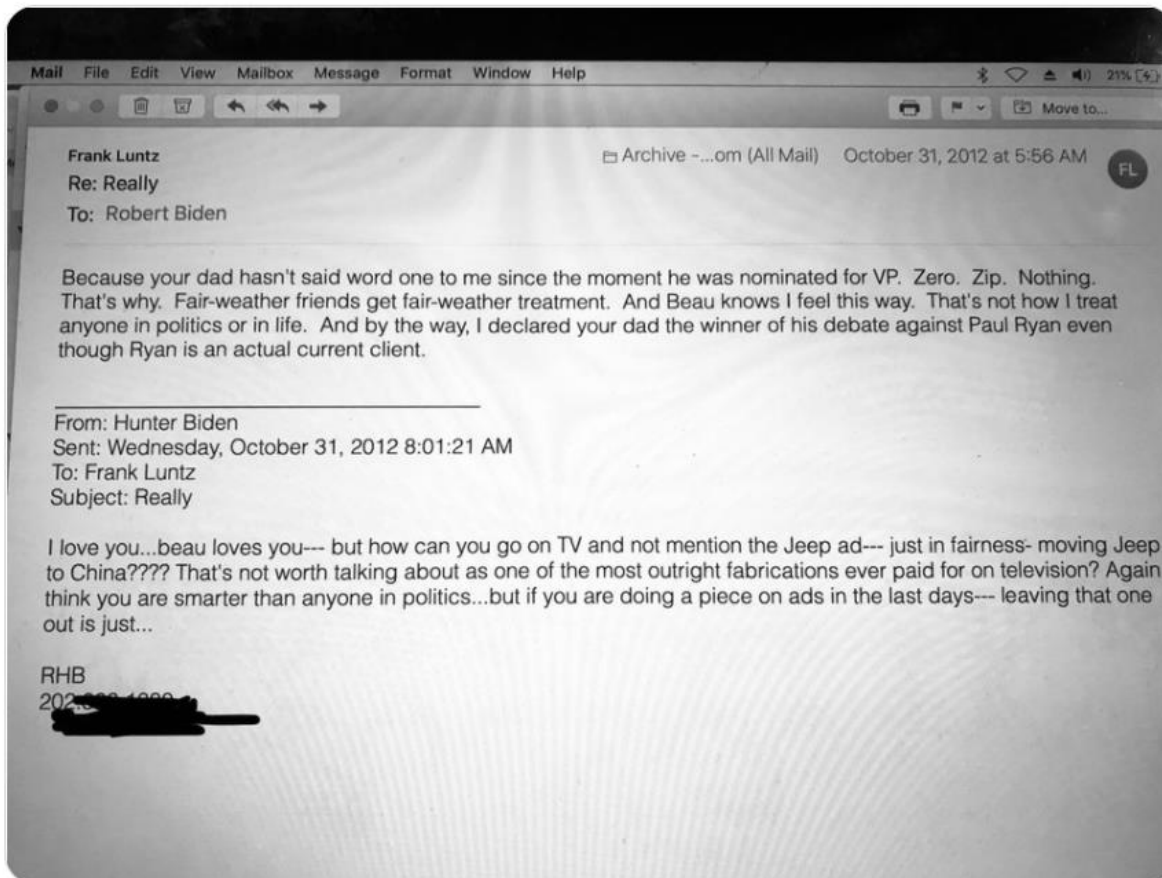 Mail File Edit View Mailbox Message Format Window Help 21%
Move to...
Frank Luntz Archive -...om (All Mail) October 31, 2012 at 5:56 AM FL
Re: Really
To: Robert Biden
Because your dad hasn't said word one to me since the moment he was nominated for VP. Zero. Zip. Nothing.
That's why. Fair-weather friends get fair-weather treatment. And Beau knows I feel this way. That's not how I treat
anyone in politics or in life. And by the way, I declared your dad the winner of his debate against Paul Ryan even
though Ryan is an actual current client.
From: Hunter Biden
Sent: Wednesday, October 31, 2012 8:01:21 AM
To: Frank Luntz
Subject: Really
I love you...beau loves you--- but how can you go on TV and not mention the Jeep ad--- just in fairness- moving Jeep
to China???? That's not worth talking about as one of the most outright fabrications ever paid for on television? Again
think you are smarter than anyone in politics...but if you are doing a piece on ads in the last days--- leaving that one
out is just...
RHB
202